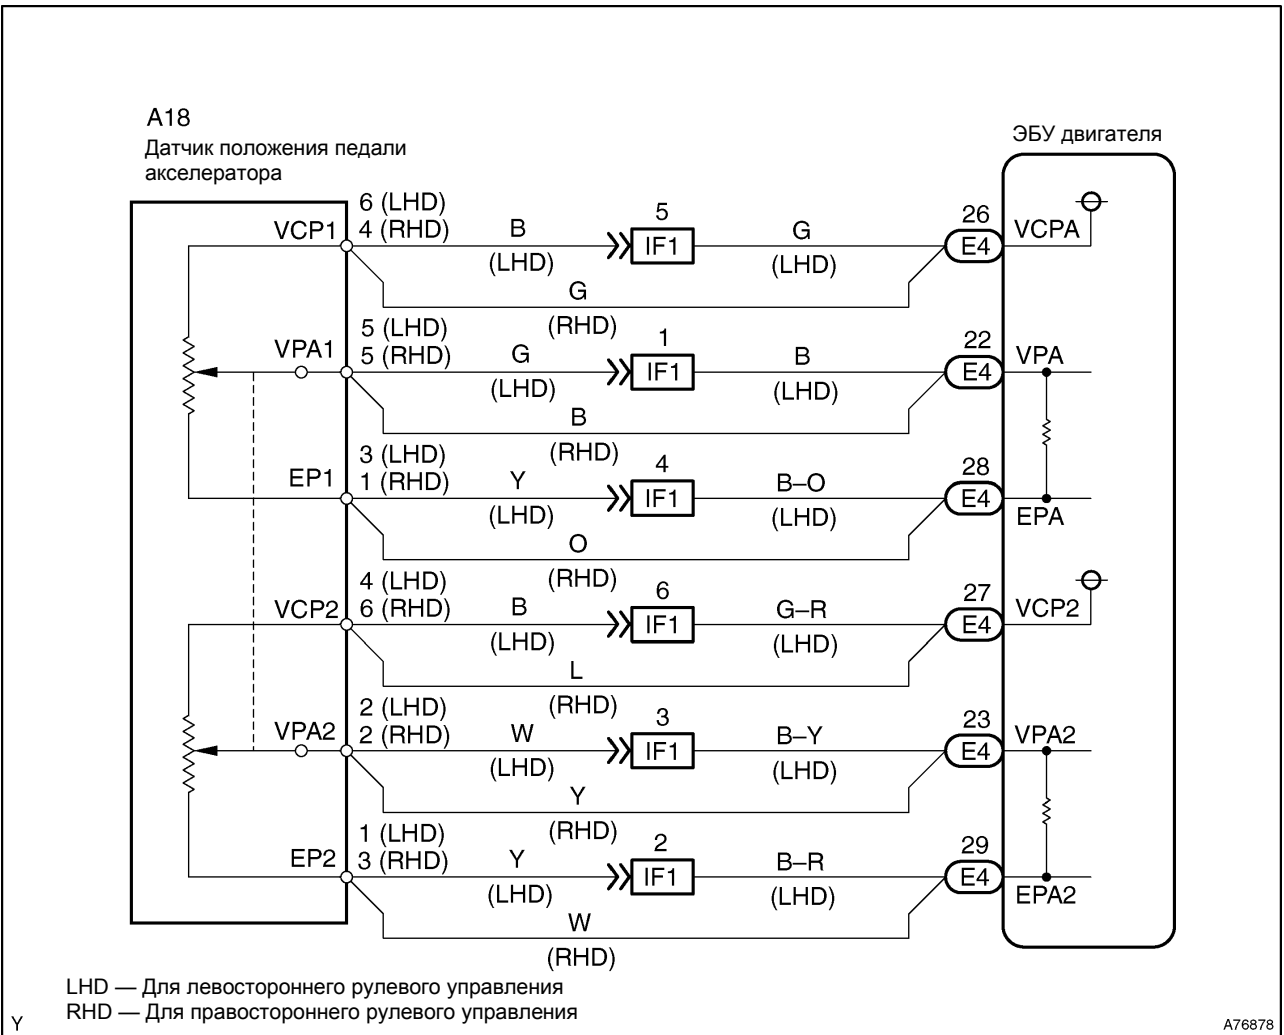 A18
Датчик положения педали
акселератора
ЭБУ двигателя
VCP1
6 (LHD)
4 (RHD)
B
(LHD)
5
IF1
G
(LHD)
26
E4
VCPA
G
(RHD)
VPA1
5 (LHD)
5 (RHD)
G
(LHD)
1
IF1
B
(LHD)
22
E4
VPA
B
(RHD)
EP1
3 (LHD)
1 (RHD)
Y
(LHD)
4
IF1
B–O
(LHD)
28
E4
EPA
O
(RHD)
VCP2
4 (LHD)
6 (RHD)
B
(LHD)
6
IF1
G–R
(LHD)
27
E4
VCP2
L
(RHD)
VPA2
2 (LHD)
2 (RHD)
W
(LHD)
3
IF1
B–Y
(LHD)
23
E4
VPA2
Y
(RHD)
EP2
1 (LHD)
3 (RHD)
Y
(LHD)
2
IF1
B–R
(LHD)
29
E4
EPA2
W
(RHD)
LHD — Для левостороннего рулевого управления
RHD — Для правостороннего рулевого управления
Y
A76878